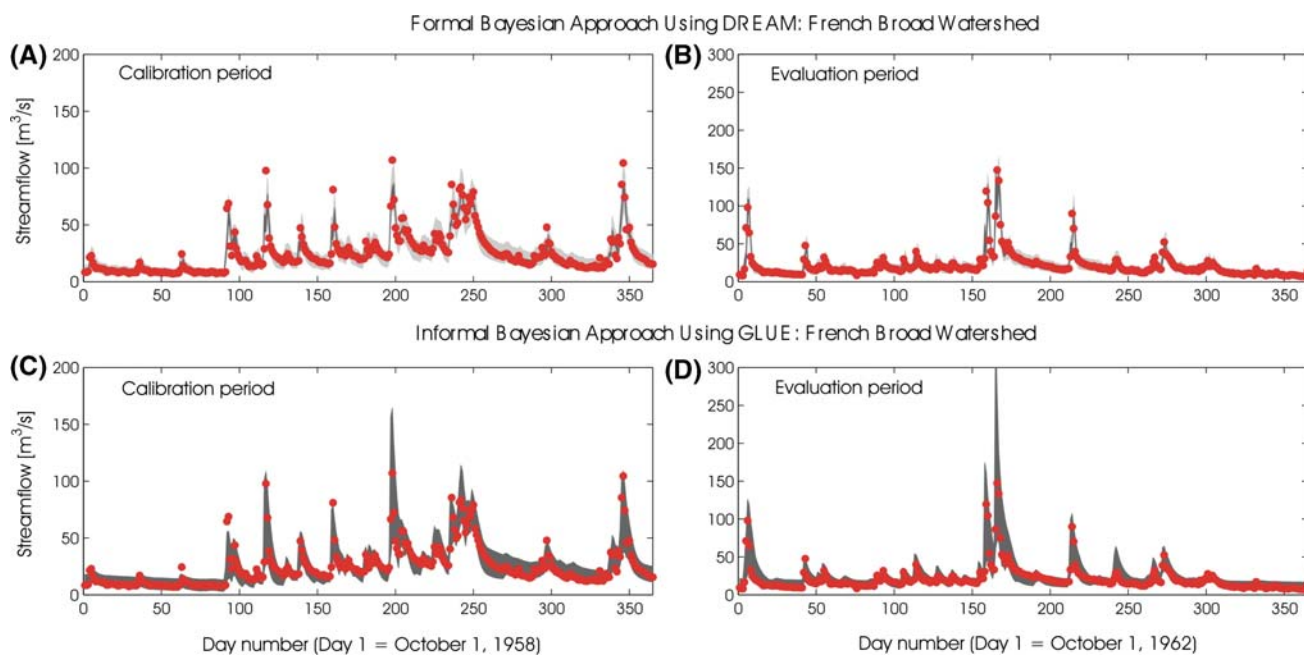 Formal Bayesian Approach Using DREAM: French Broad Watershed
(A)
(B)
200
150
100
50
0
Streamflow [m³/s]
Calibration period
0 50 100 150 200 250 300 350
300
250
200
150
100
50
0
Evaluation period
0 50 100 150 200 250 300 350
Informal Bayesian Approach Using GLUE: French Broad Watershed
(C)
(D)
200
150
100
50
0
Streamflow [m³/s]
Calibration period
0 50 100 150 200 250 300 350
Day number (Day 1 = October 1, 1958)
300
250
200
150
100
50
0
Evaluation period
0 50 100 150 200 250 300 350
Day number (Day 1 = October 1, 1962)